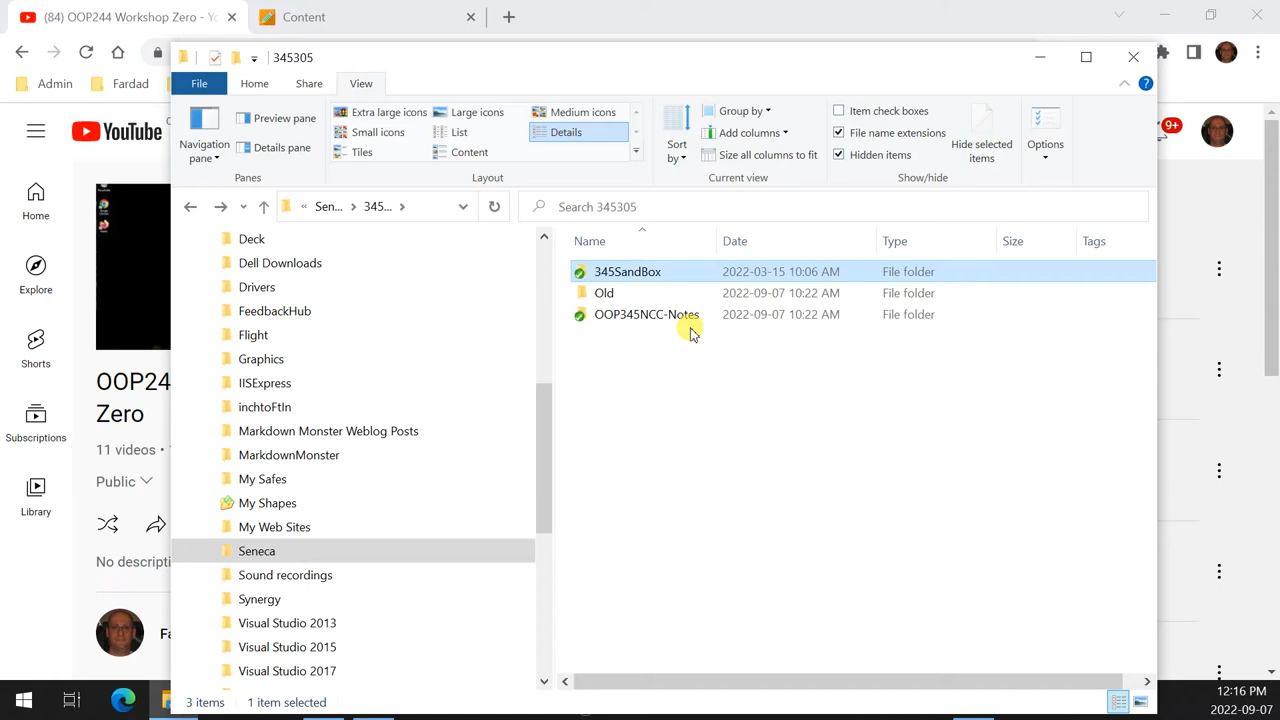 (84) OOP244 Workshop Zero - Yo
Content
Admin
Fardad
YouTube
9+
Home
Explore
Shorts
Subscriptions
Library
OOP24
Zero
11 videos •
Public
No descripti
Fa
345305
File
Home
Share
View
Navigation
pane
Preview pane
Details pane
Panes
Extra large icons
Large icons
Medium icons
Small icons
List
Details
Tiles
Content
Layout
Sort
by
Group by
Add columns
Size all columns to fit
Current view
Item check boxes
File name extensions
Hidden items
Hide selected
items
Show/hide
Options
« Sen... > 345... >
Search 345305
Deck
Dell Downloads
Drivers
FeedbackHub
Flight
Graphics
IISExpress
inchtoFtIn
Markdown Monster Weblog Posts
MarkdownMonster
My Safes
My Shapes
My Web Sites
Seneca
Sound recordings
Synergy
Visual Studio 2013
Visual Studio 2015
Visual Studio 2017
Name Date Type Size Tags
345SandBox 2022-03-15 10:06 AM File folder
Old 2022-09-07 10:22 AM File folder
OOP345NCC-Notes 2022-09-07 10:22 AM File folder
3 items 1 item selected
12:16 PM
2022-09-07